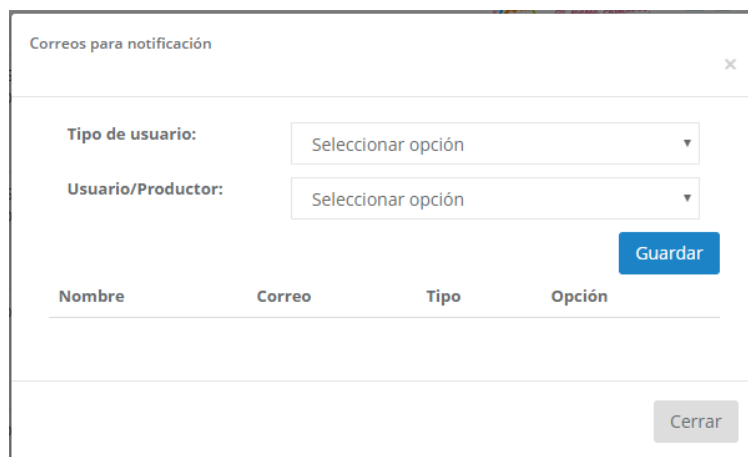 Correos para notificación
×
Tipo de usuario:
Seleccionar opción
Usuario/Productor:
Seleccionar opción
Guardar
Nombre Correo Tipo Opción
Cerrar